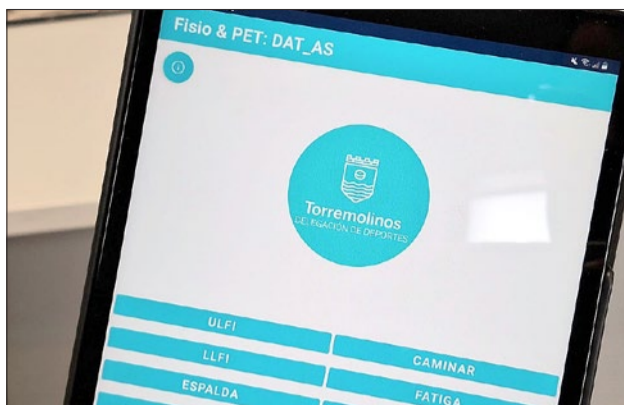 Fisio & PET: DAT_AS
Torremolinos
DELEGACIÓN DE DEPORTES
ULFI
CAMINAR
LLFI
FATIGA
ESPALDA